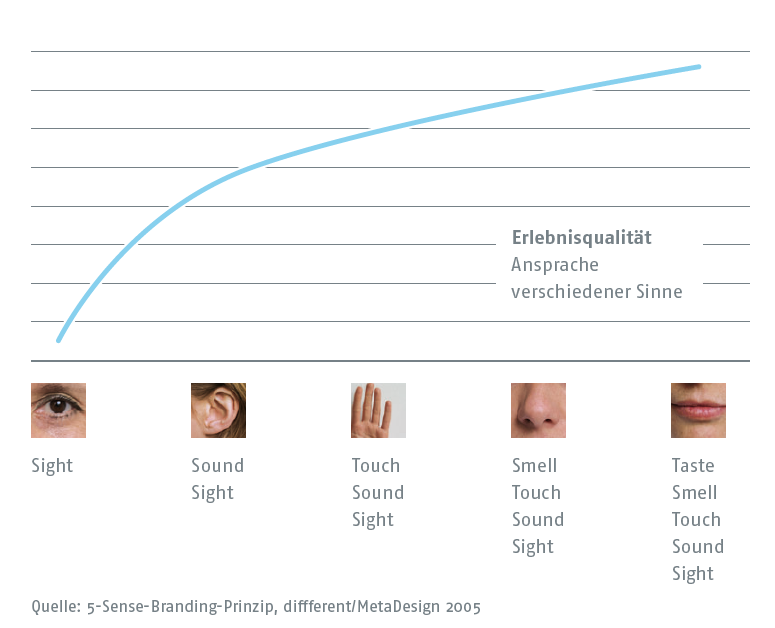 Erlebnisqualität
Ansprache
verschiedener Sinne
Sight
Sound
Sight
Touch
Sound
Sight
Smell
Touch
Sound
Sight
Taste
Smell
Touch
Sound
Sight
Quelle: 5-Sense-Branding-Prinzip, diffferent/MetaDesign 2005